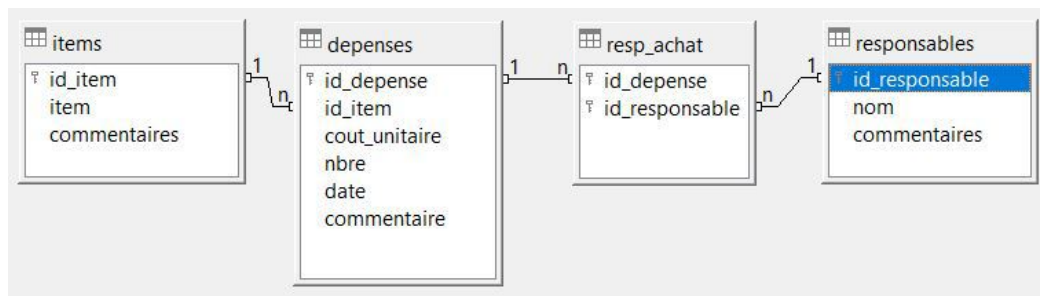 items
id_item
item
commentaires
1
n
depenses
id_depense
id_item
cout_unitaire
nbre
date
commentaire
1
n
resp_achat
id_depense
id_responsable
n
1
responsables
id_responsable
nom
commentaires